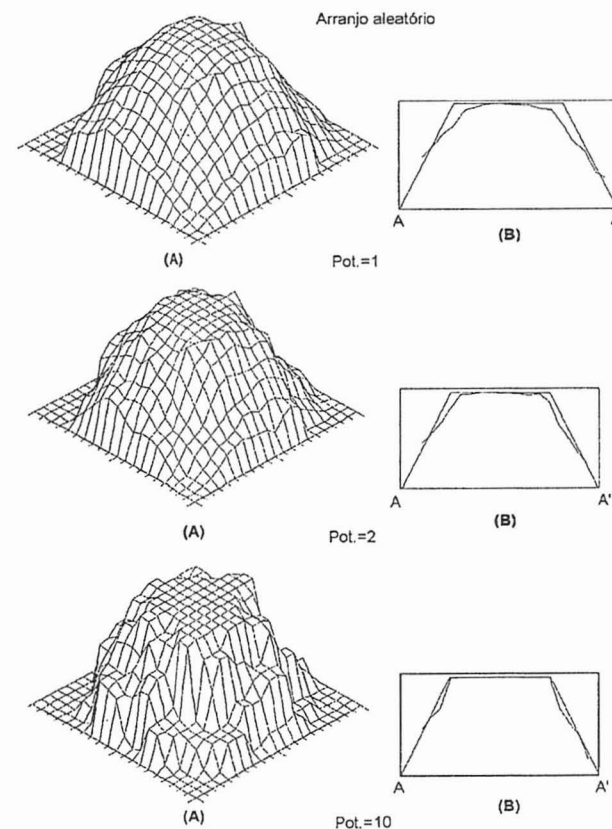 Arranjo aleatório
A
(B)
(A)
Pot.=1
A A'
(B)
(A)
Pot.=2
A A'
(B)
(A)
Pot.=10